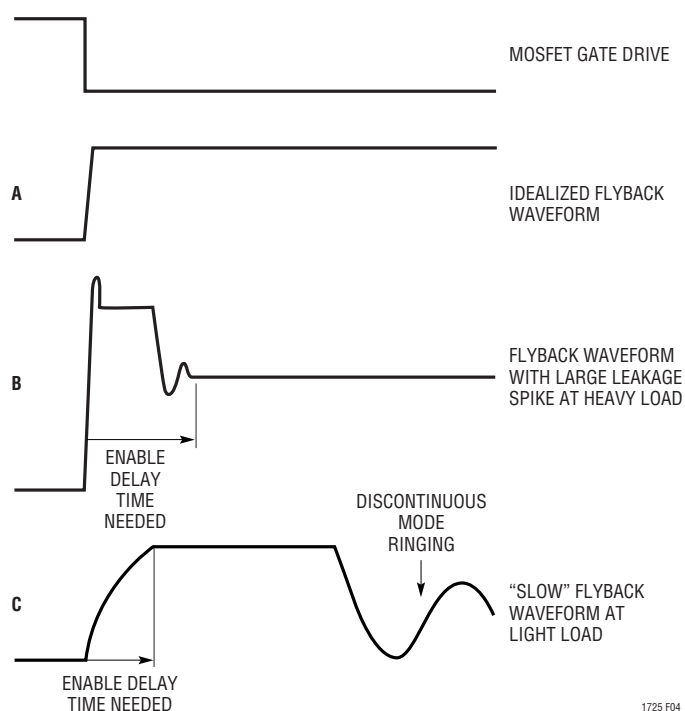 MOSFET GATE DRIVE
A
IDEALIZED FLYBACK
WAVEFORM
B
FLYBACK WAVEFORM
WITH LARGE LEAKAGE
SPIKE AT HEAVY LOAD
ENABLE
DELAY
TIME
NEEDED
DISCONTINUOUS
MODE
RINGING
C
“SLOW” FLYBACK
WAVEFORM AT
LIGHT LOAD
ENABLE DELAY
TIME NEEDED
1725 F04